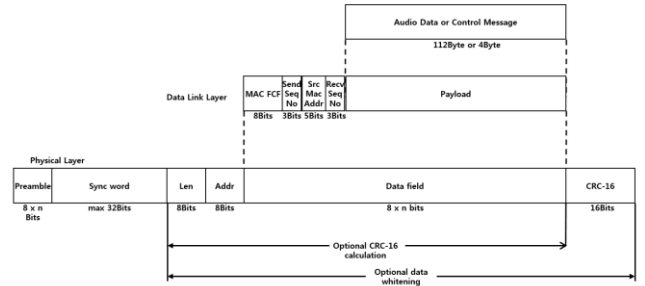 Audio Data or Control Message
112Byte or 4Byte
Data Link Layer
MAC FCF
Send Seq No
Src Mac Addr
Recv Seq No
Payload
8Bits
3Bits
5Bits
3Bits
Physical Layer
Preamble
Sync word
Len
Addr
Data field
CRC-16
8 x n Bits
max 32Bits
8Bits
8Bits
8 x n bits
16Bits
Optional CRC-16
calculation
Optional data
whitening